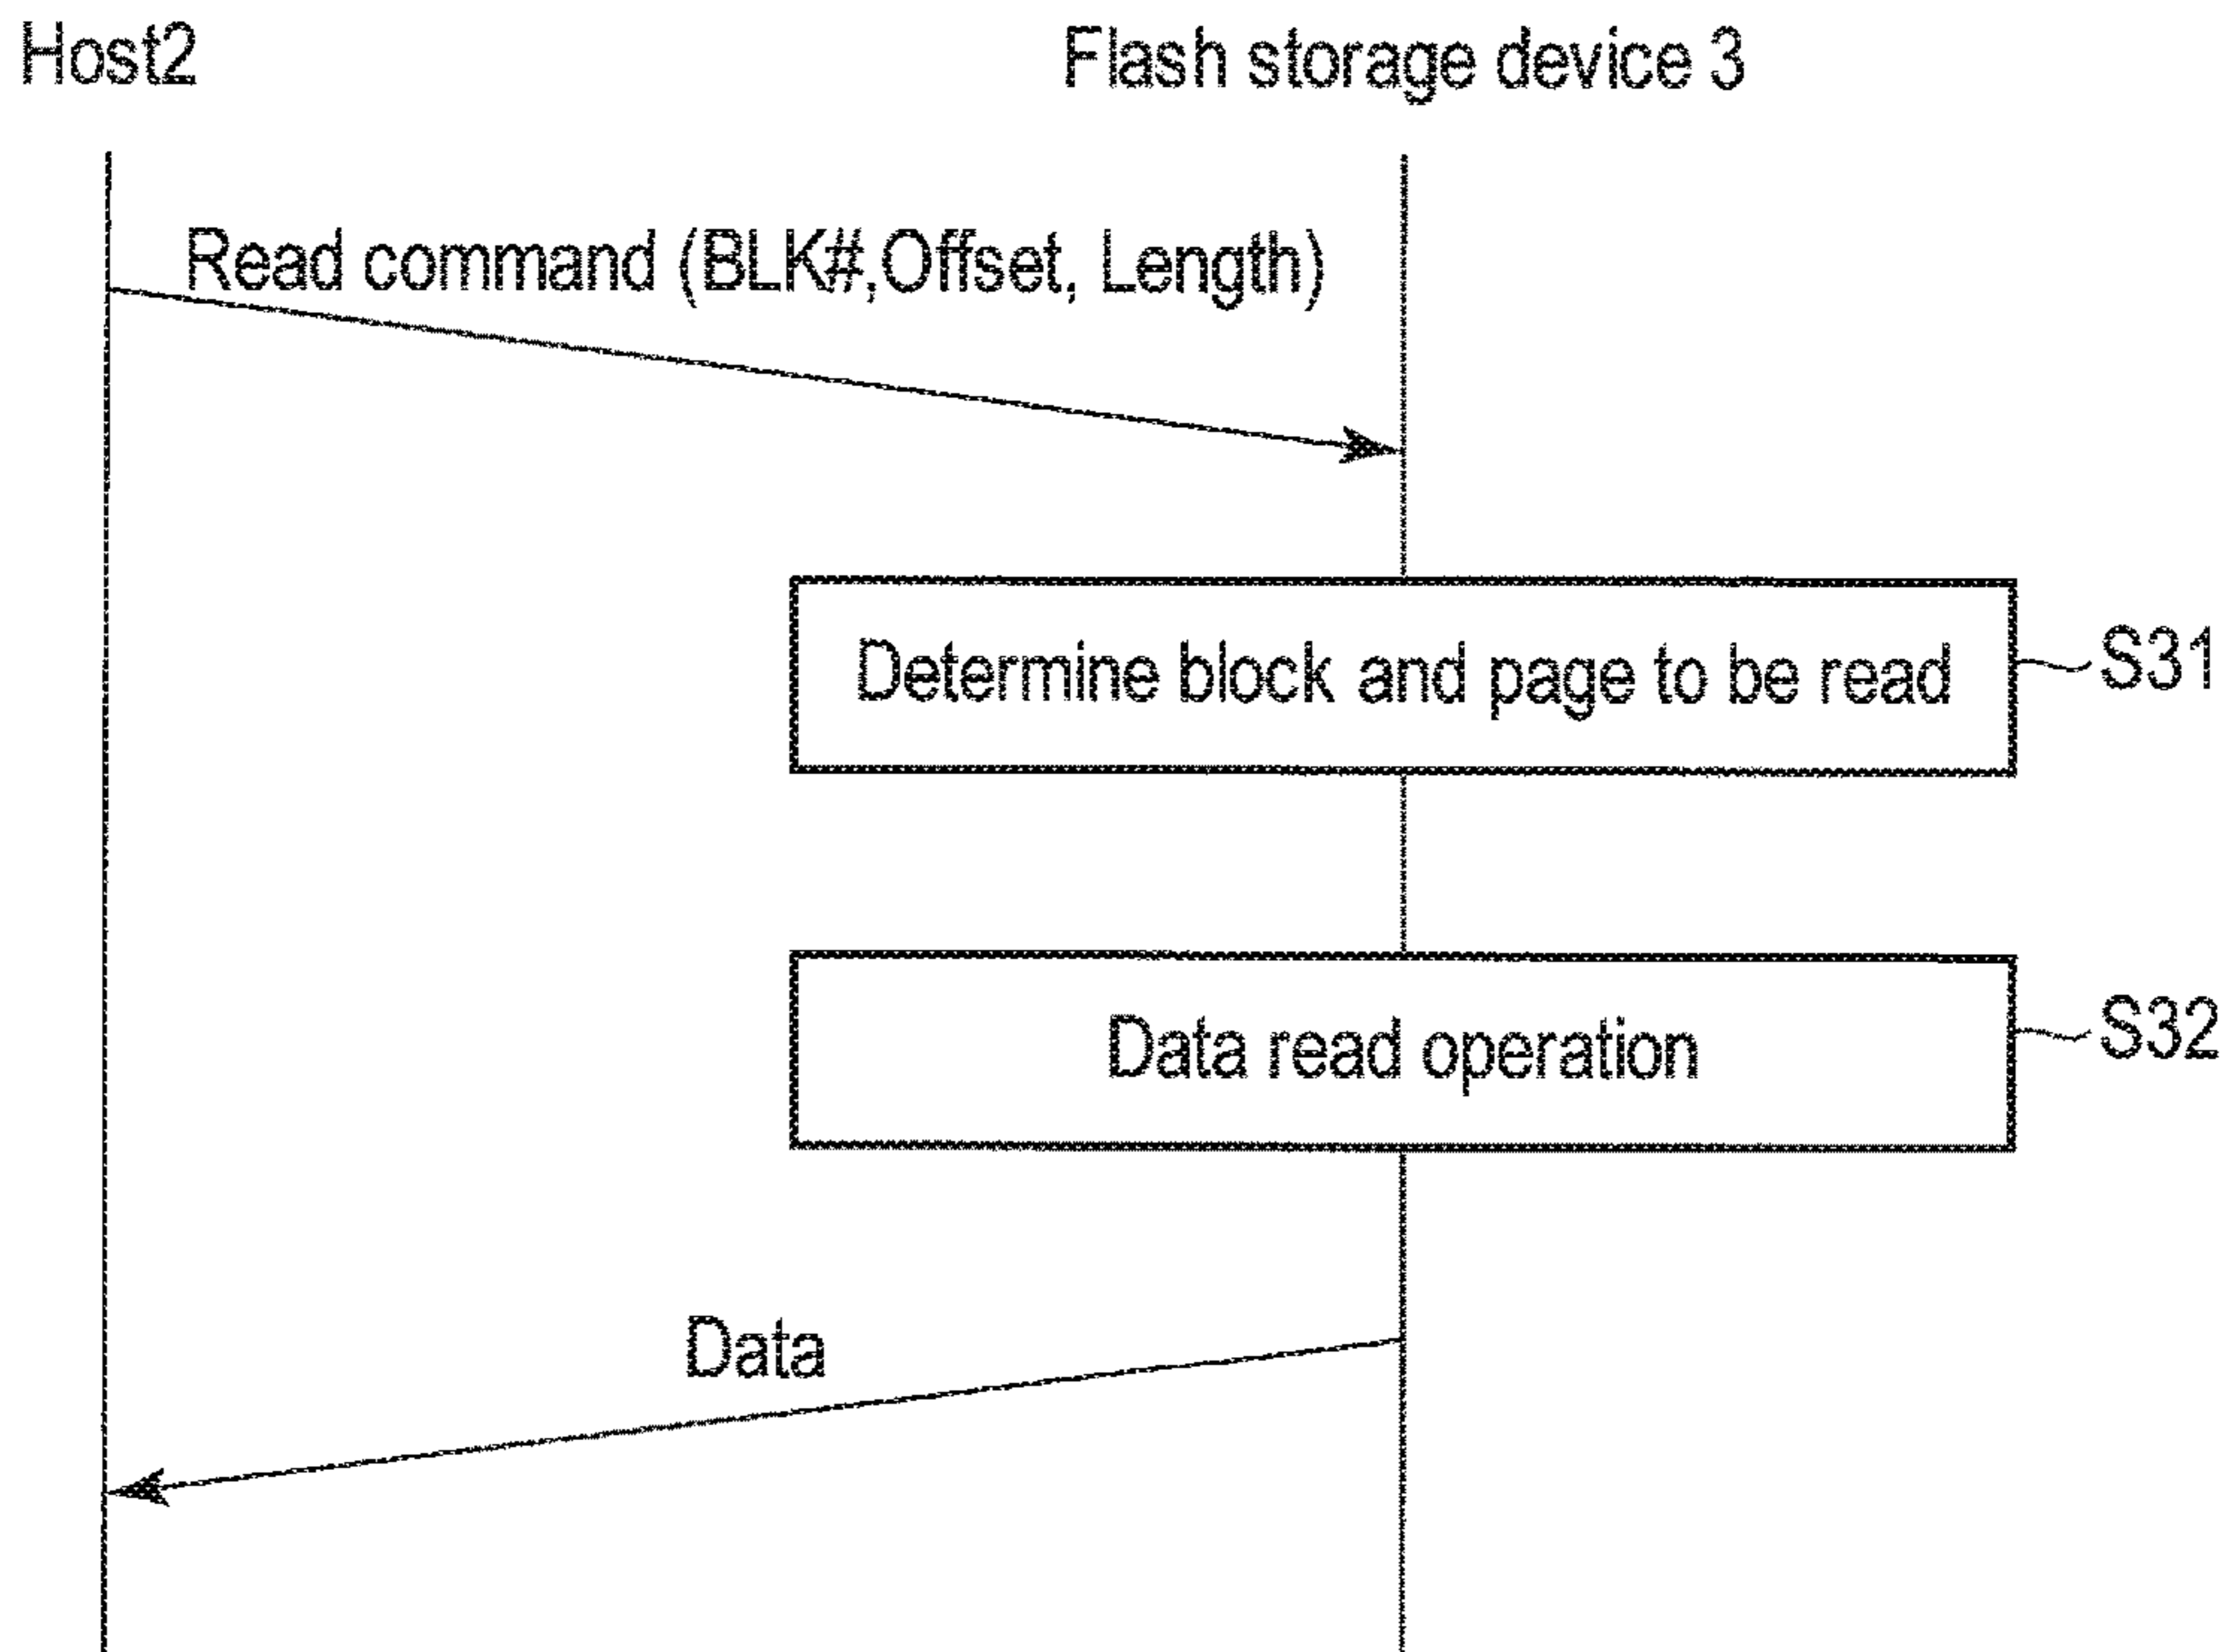 Host2
Flash storage device 3
Read command (BLK#,Offset, Length)
Determine block and page to be read
S31
Data read operation
S32
Data